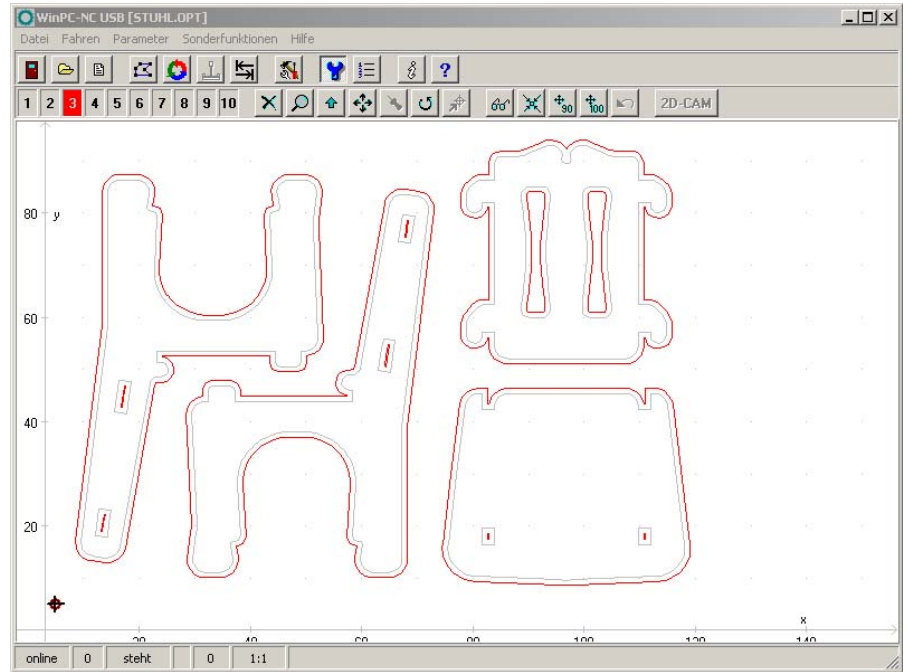 WinPC-NC USB [STUHL.OPT]
Datei Fahren Parameter Sonderfunktionen Hilfe
1 2 3 4 5 6 7 8 9 10 +90 +100 2D-CAM
80 y
60
40
20
x
20 40 60 80 100 120 140
online 0 steht 0 1:1